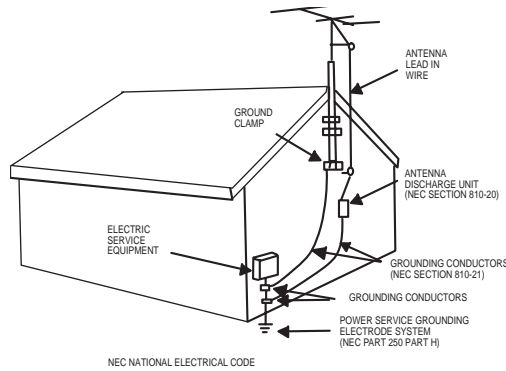 ANTENNA
LEAD IN
WIRE
GROUND
CLAMP
ANTENNA
DISCHARGE UNIT
(NEC SECTION 810-20)
ELECTRIC
SERVICE
EQUIPMENT
GROUNDING CONDUCTORS
(NEC SECTION 810-21)
GROUNDING CONDUCTORS
POWER SERVICE GROUNDING
ELECTRODE SYSTEM
(NEC PART 250 PART H)
NEC NATIONAL ELECTRICAL CODE